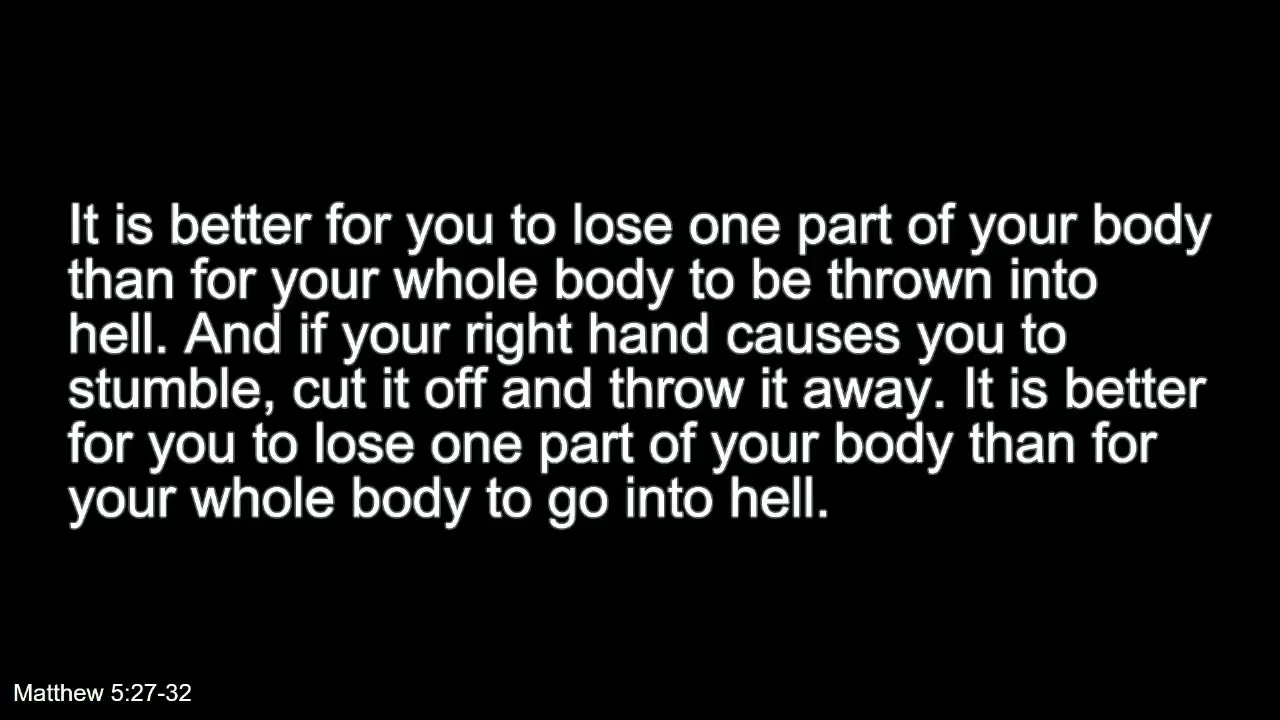 It is better for you to lose one part of your body
than for your whole body to be thrown into
hell. And if your right hand causes you to
stumble, cut it off and throw it away. It is better
for you to lose one part of your body than for
your whole body to go into hell.
Matthew 5:27-32